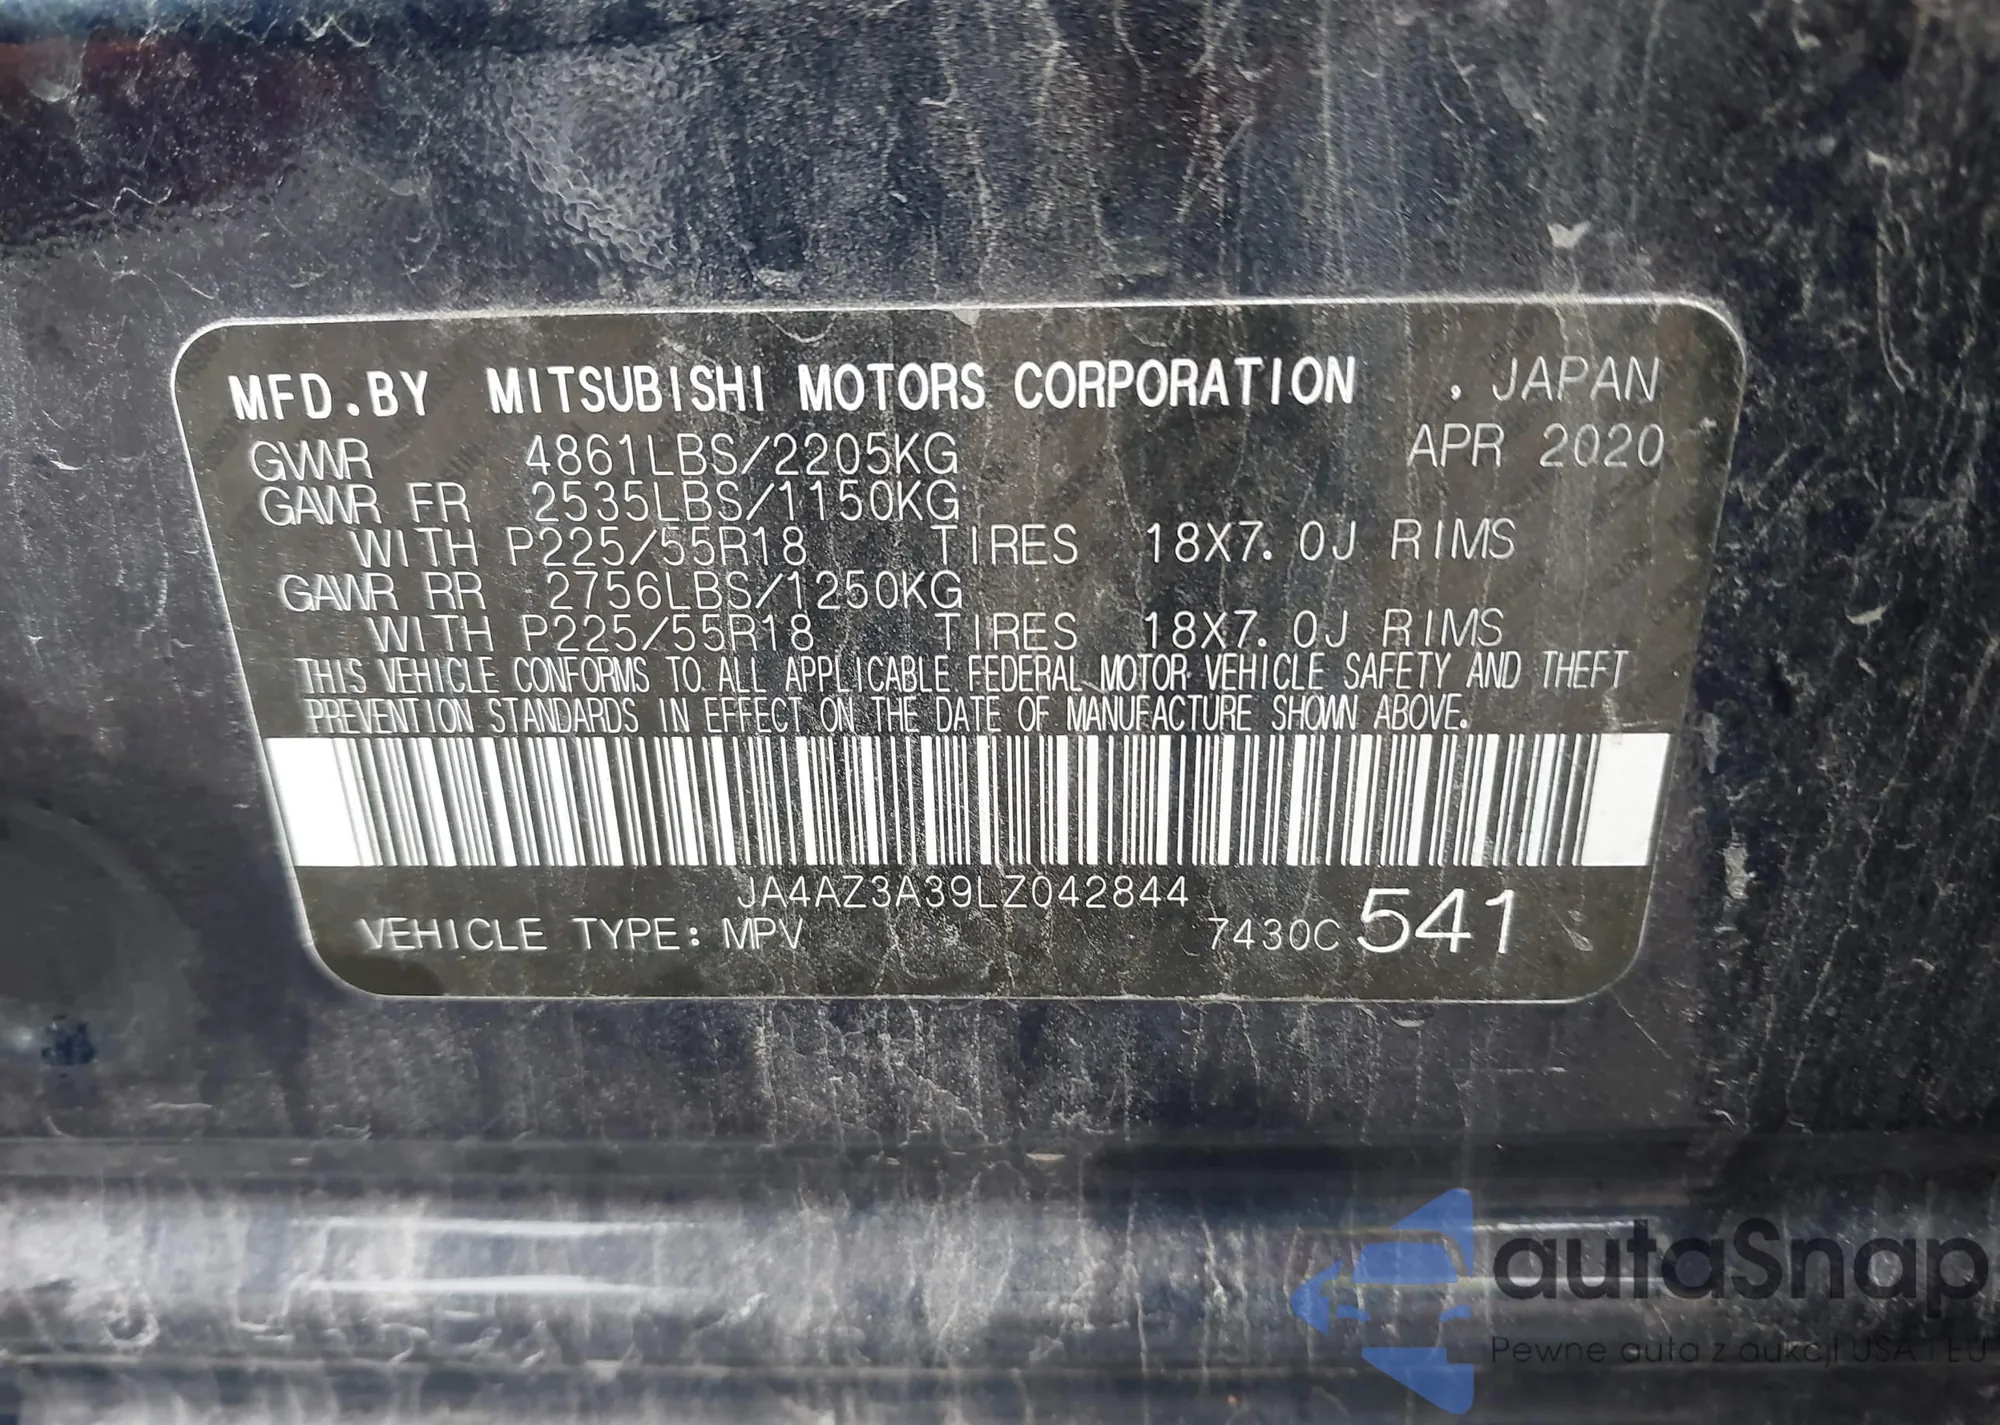 MFD.BY MITSUBISHI MOTORS CORPORATION , JAPAN
GVWR 4861LBS/2205KG APR 2020
GAWR FR 2535LBS/1150KG
WITH P225/55R18 TIRES 18X7.0J RIMS
GAWR RR 2756LBS/1250KG
WITH P225/55R18 TIRES 18X7.0J RIMS
THIS VEHICLE CONFORMS TO ALL APPLICABLE FEDERAL MOTOR VEHICLE SAFETY AND THEFT
PREVENTION STANDARDS IN EFFECT ON THE DATE OF MANUFACTURE SHOWN ABOVE.
JA4AZ3A39LZ042844
VEHICLE TYPE: MPV 7430C 541
autaSnap
Pewne auta z aukcji USA i EU